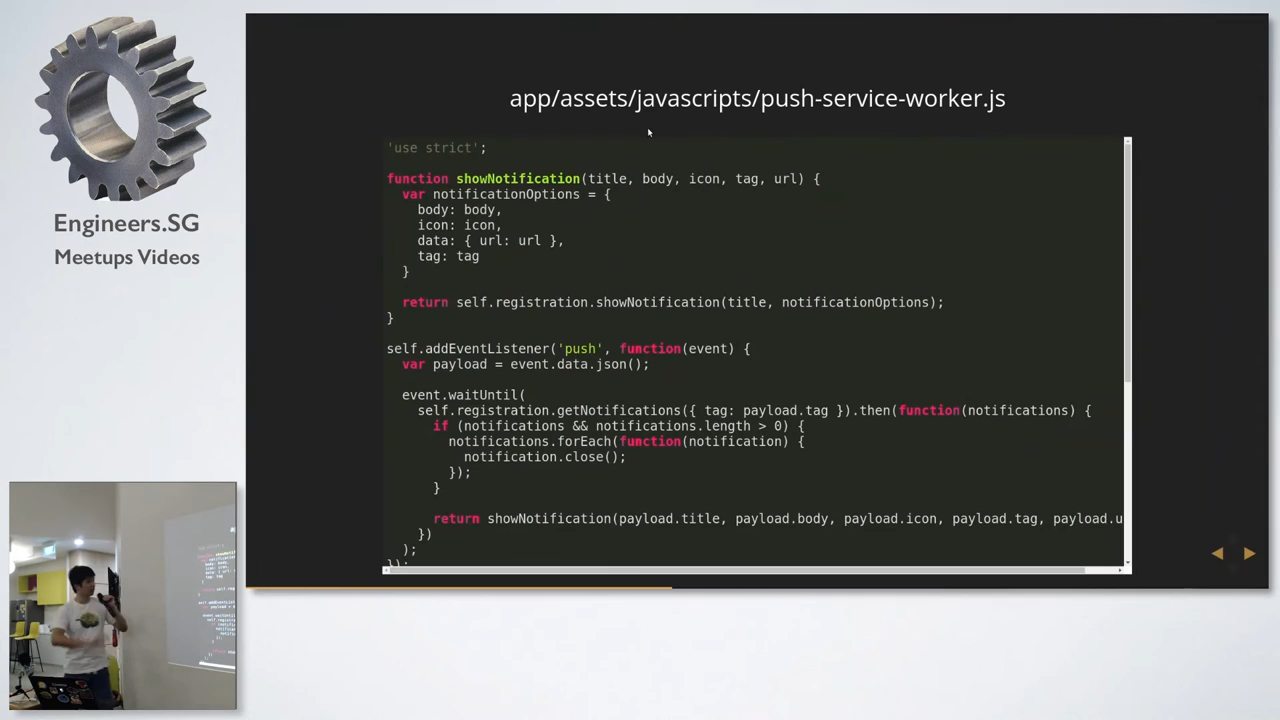 Engineers.SG
Meetups Videos
app/assets/javascripts/push-service-worker.js
'use strict';
function showNotification(title, body, icon, tag, url) {
var notificationOptions = {
body: body,
icon: icon,
data: { url: url },
tag: tag
}
return self.registration.showNotification(title, notificationOptions);
}
self.addEventListener('push', function(event) {
var payload = event.data.json();
event.waitUntil(
self.registration.getNotifications({ tag: payload.tag }).then(function(notifications) {
if (notifications && notifications.length > 0) {
notifications.forEach(function(notification) {
notification.close();
});
}
return showNotification(payload.title, payload.body, payload.icon, payload.tag, payload.u
})
);
});